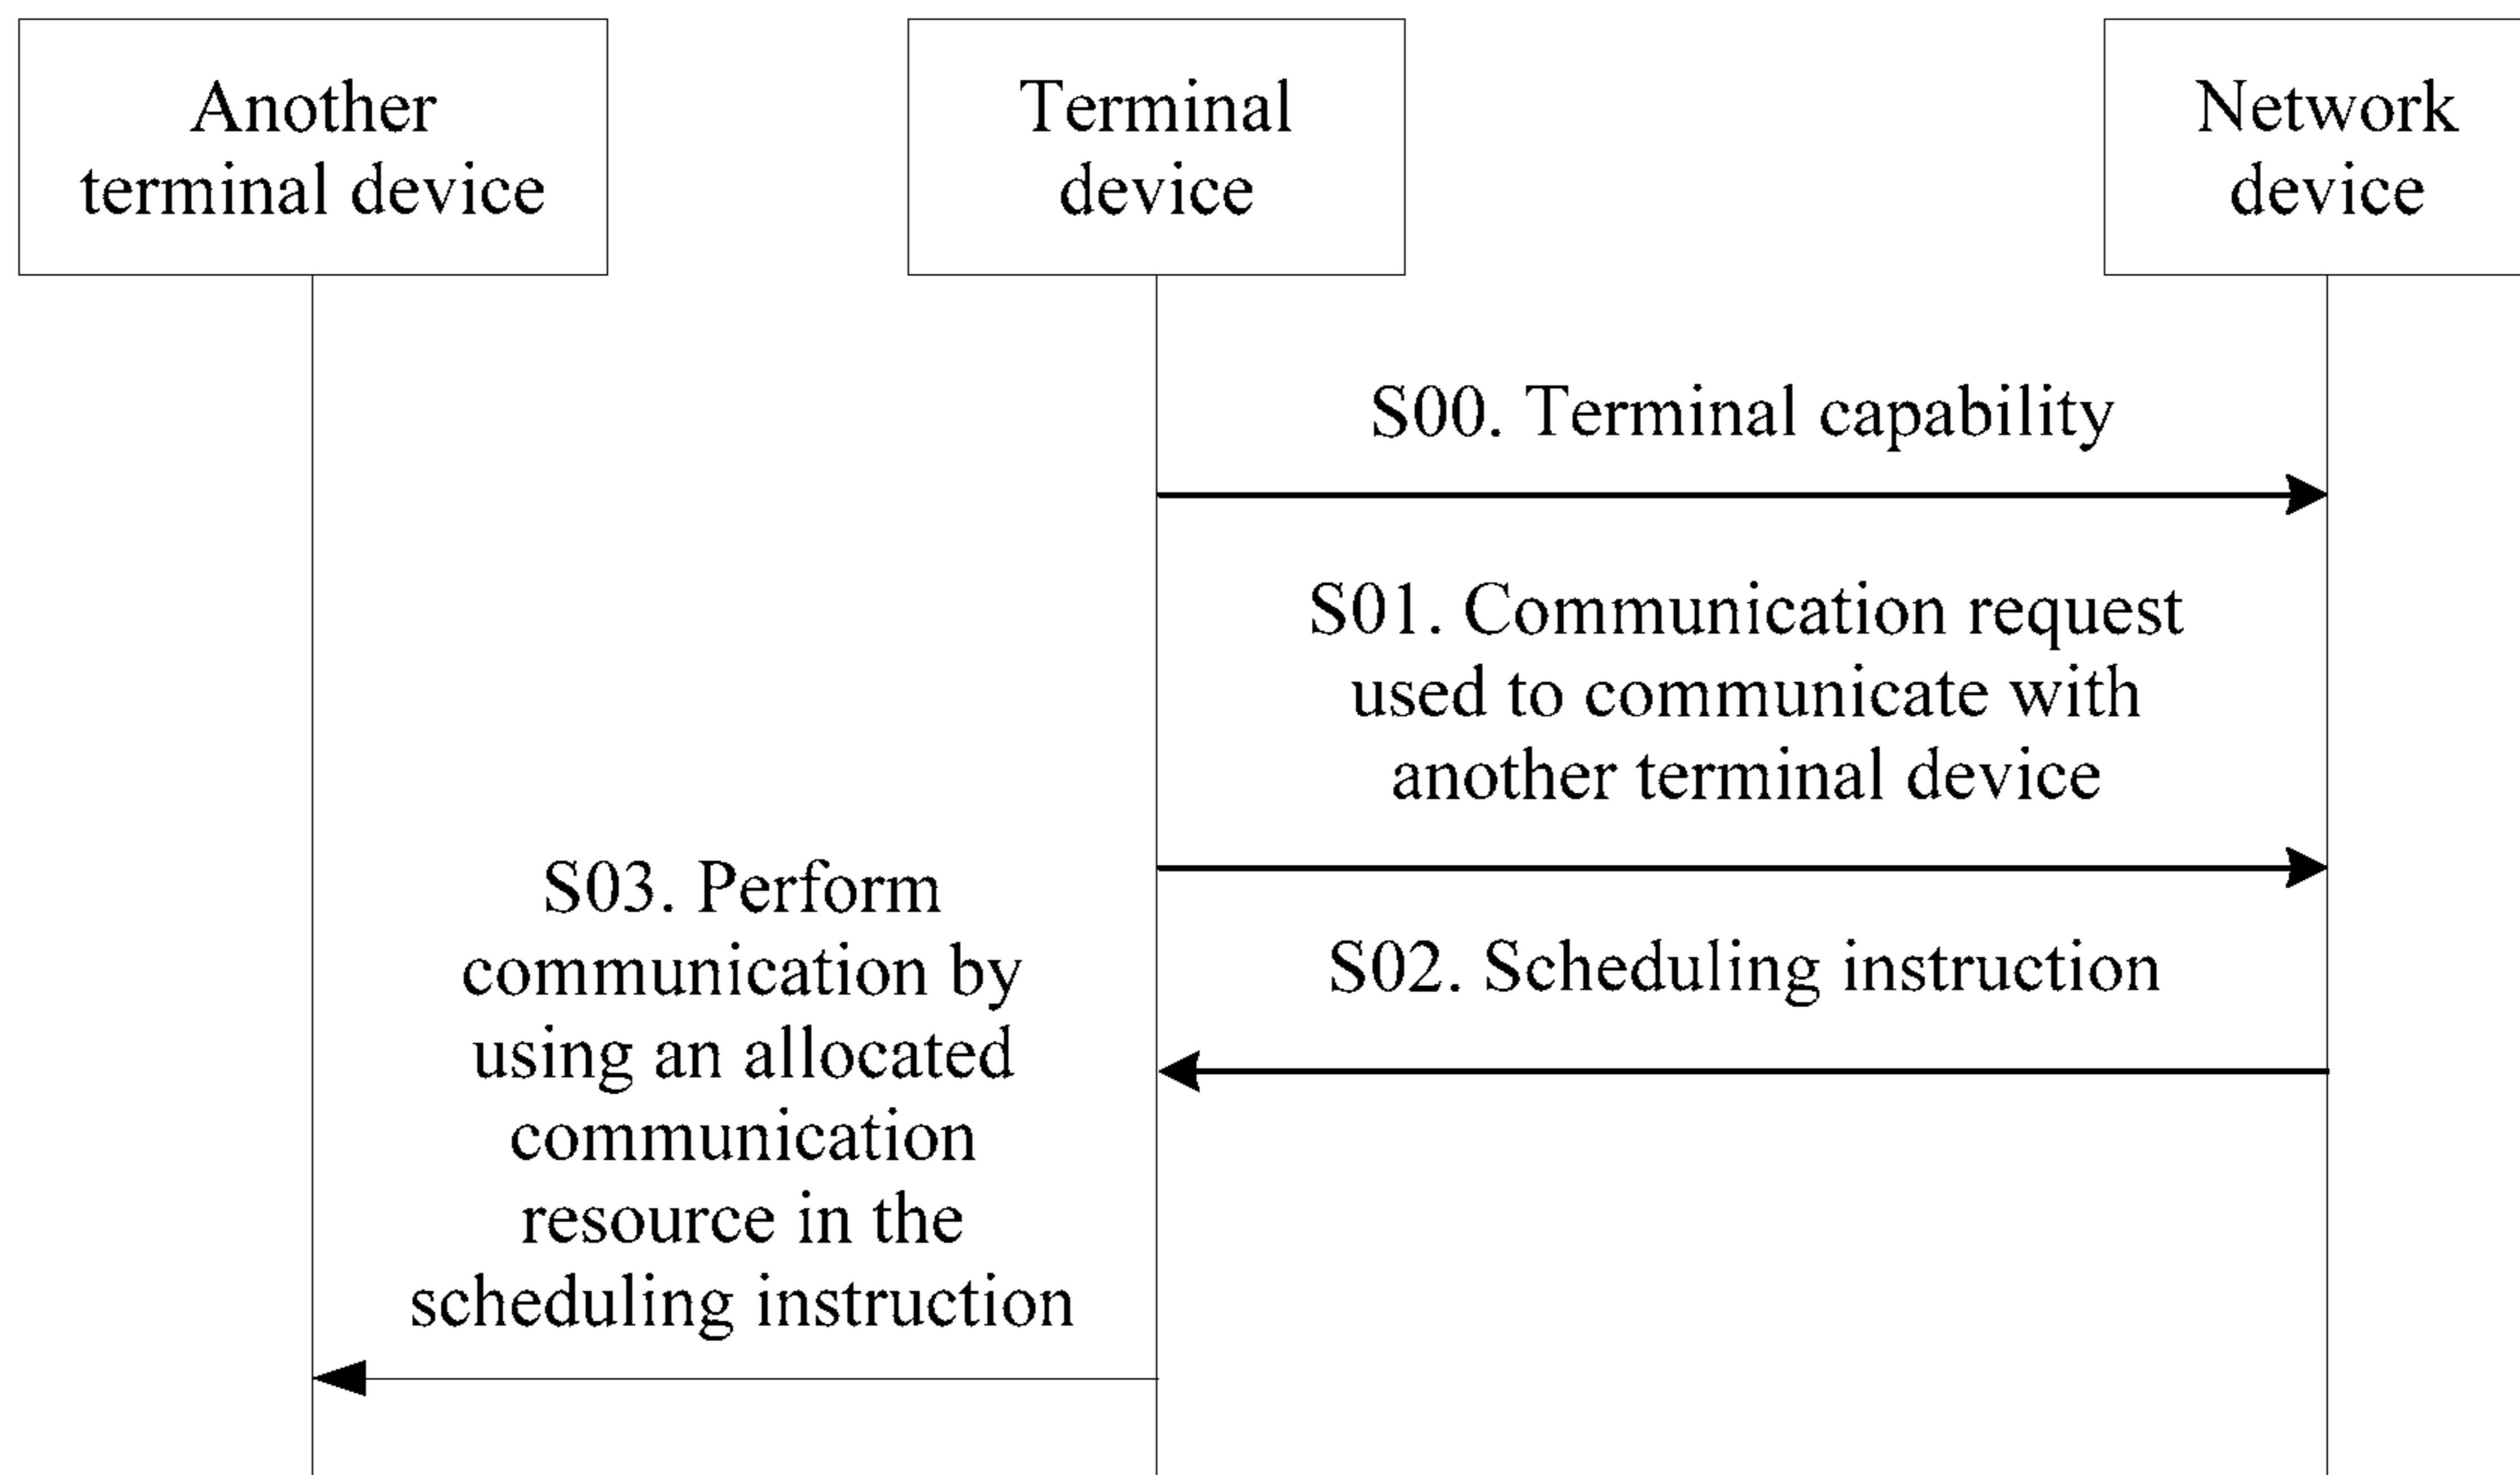 Another
terminal device
Terminal
device
Network
device
S00. Terminal capability
S01. Communication request
used to communicate with
another terminal device
S02. Scheduling instruction
S03. Perform
communication by
using an allocated
communication
resource in the
scheduling instruction